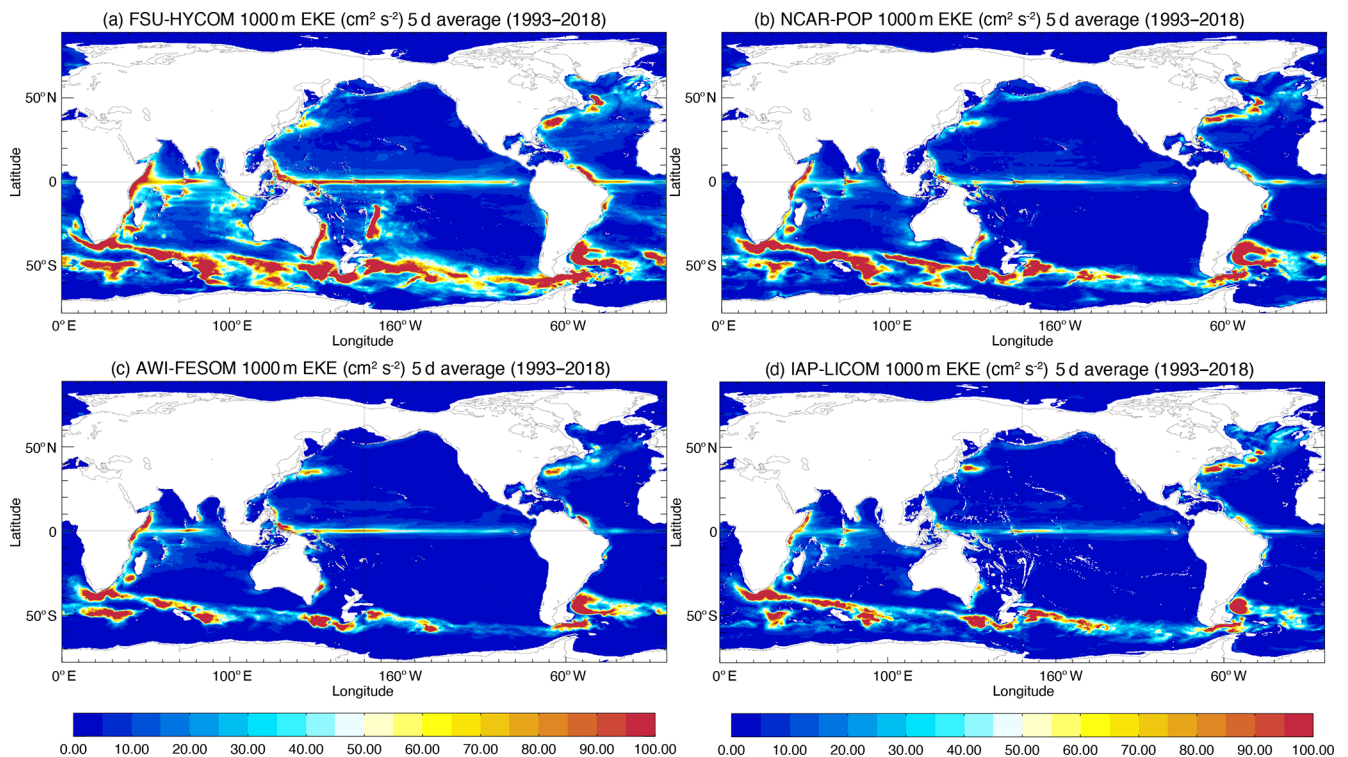 (a) FSU-HYCOM 1000 m EKE (cm² s⁻²) 5 d average (1993–2018)
(b) NCAR-POP 1000 m EKE (cm² s⁻²) 5 d average (1993–2018)
Latitude
50° N
0
50° S
0° E 100° E 160° W 60° W
Longitude
Latitude
50° N
0
50° S
0° E 100° E 160° W 60° W
Longitude
(c) AWI-FESOM 1000 m EKE (cm² s⁻²) 5 d average (1993–2018)
(d) IAP-LICOM 1000 m EKE (cm² s⁻²) 5 d average (1993–2018)
Latitude
50° N
0
50° S
0° E 100° E 160° W 60° W
Longitude
Latitude
50° N
0
50° S
0° E 100° E 160° W 60° W
Longitude
0.00 10.00 20.00 30.00 40.00 50.00 60.00 70.00 80.00 90.00 100.00
0.00 10.00 20.00 30.00 40.00 50.00 60.00 70.00 80.00 90.00 100.00